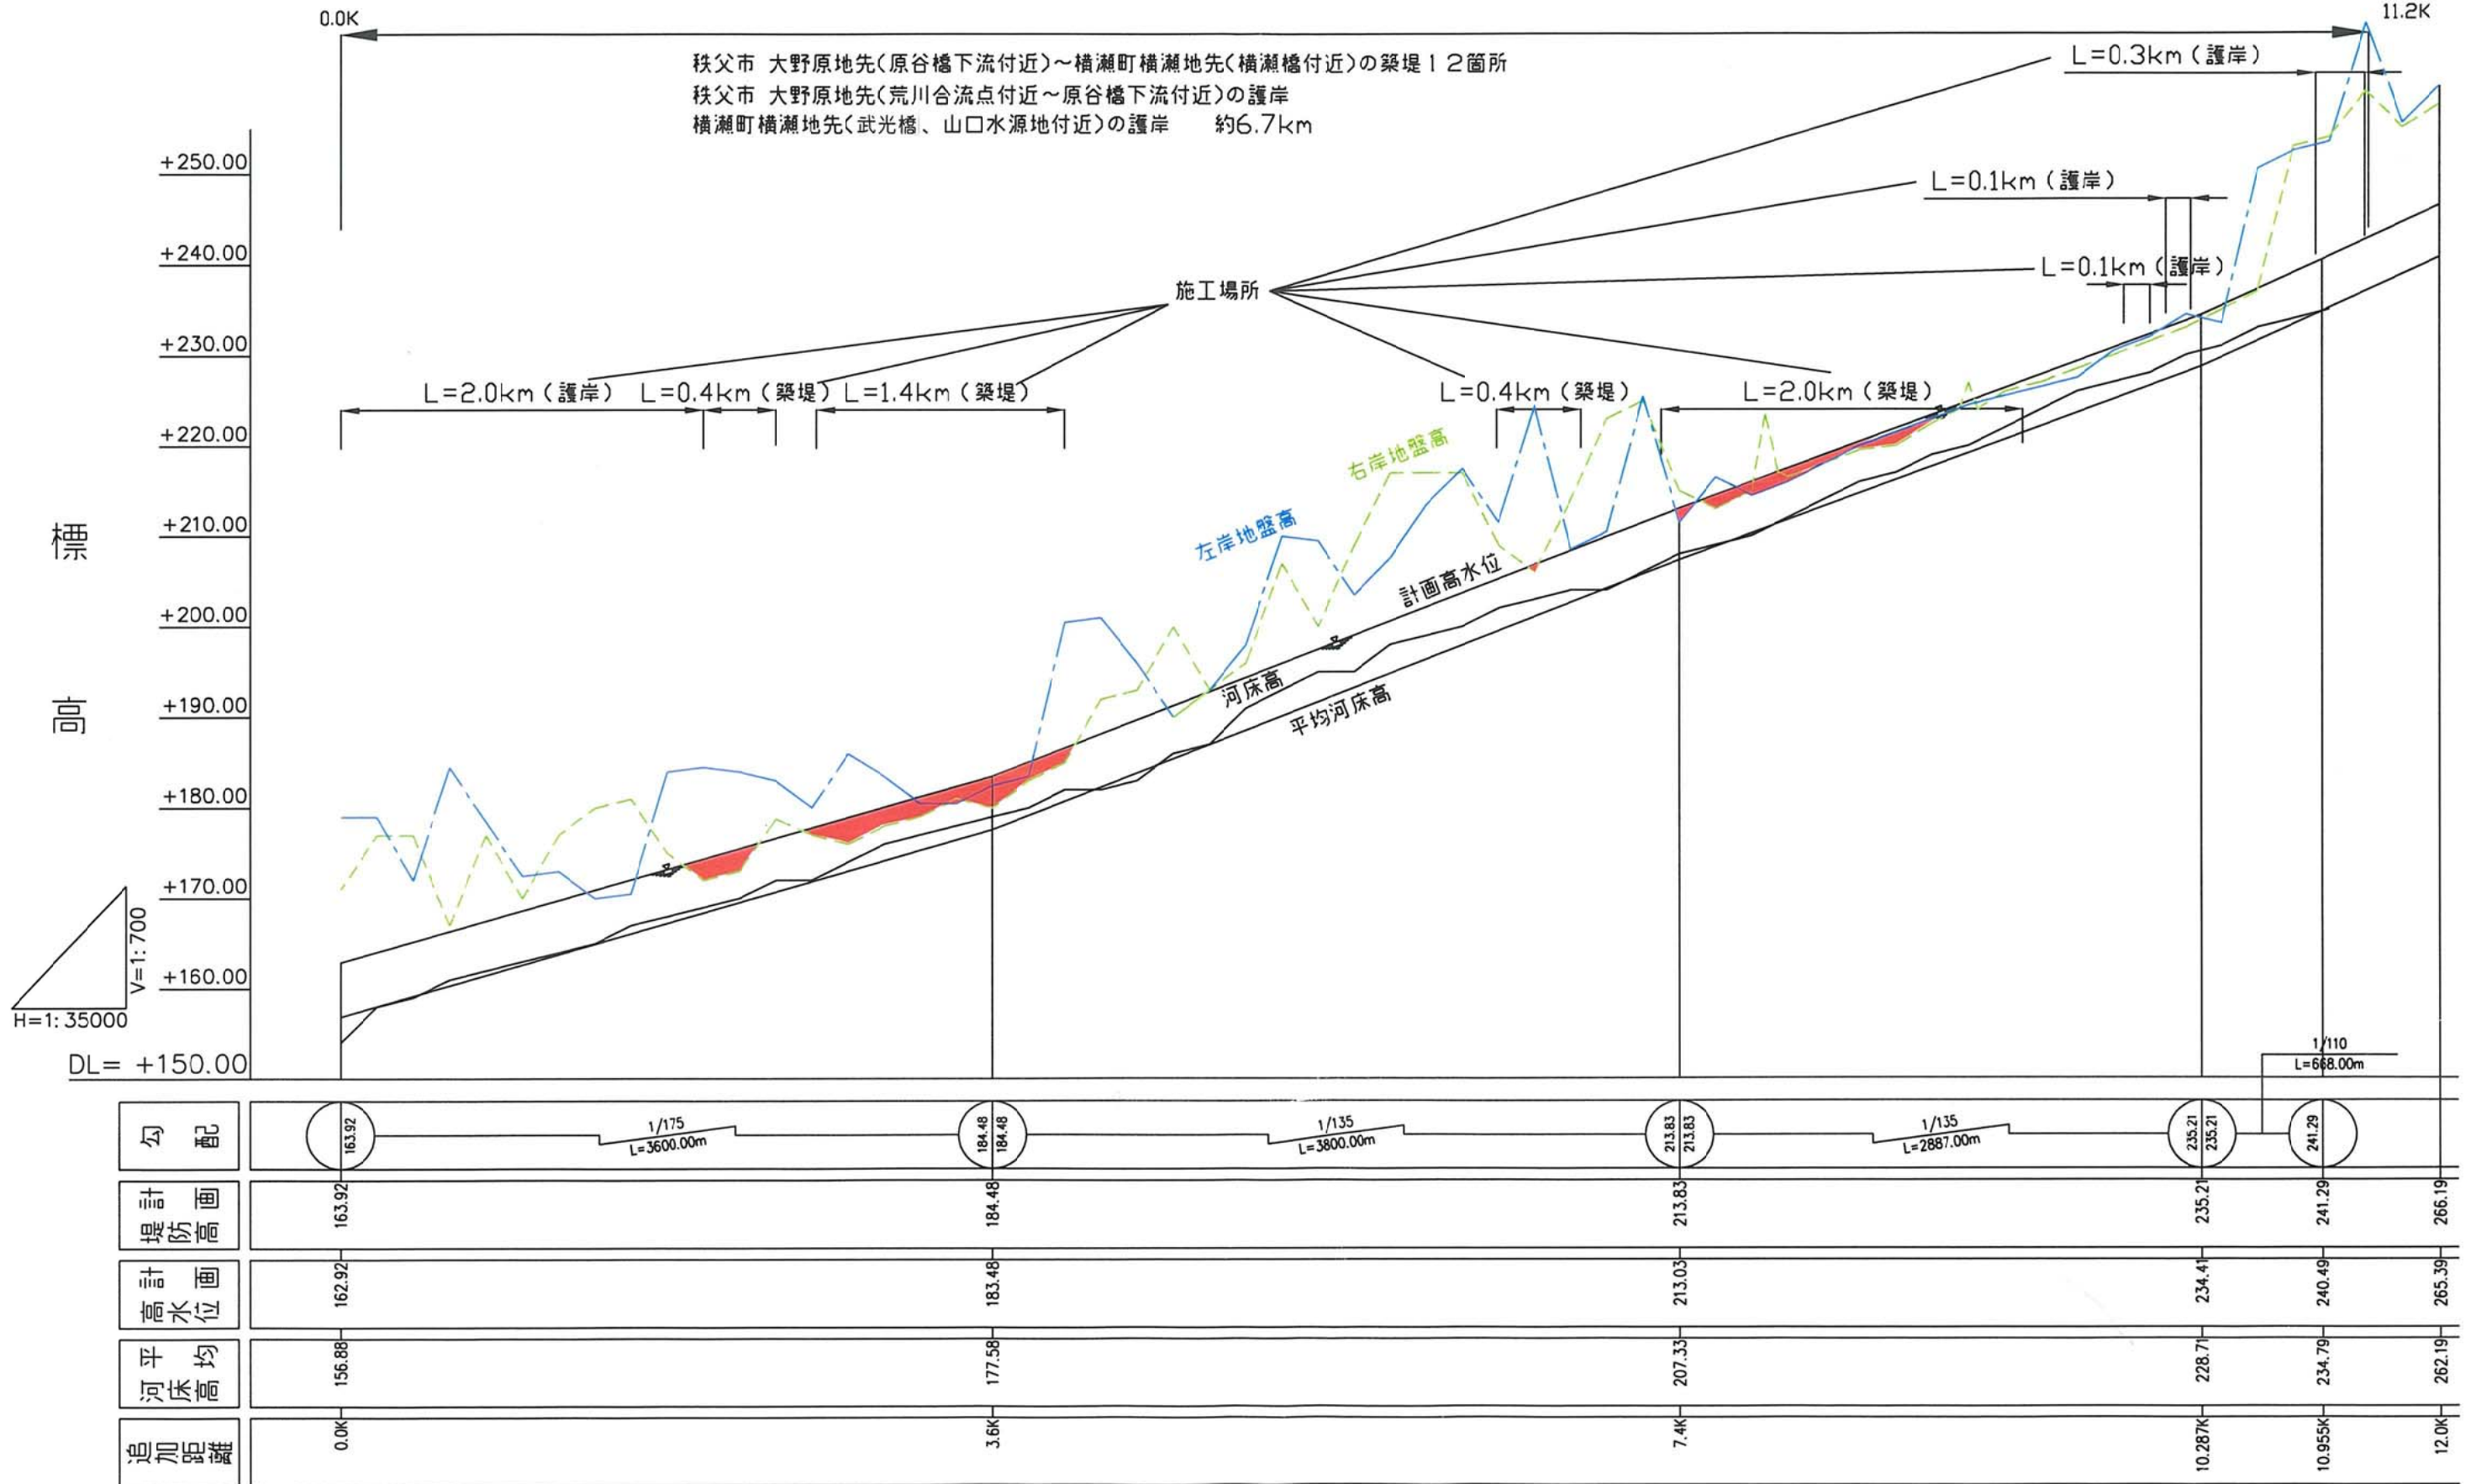 0.0K
11.2K
秩父市 大野原地先(原谷橋下流付近)～横瀬町横瀬地先(横瀬橋付近)の築堤12箇所
秩父市 大野原地先(荒川合流点付近～原谷橋下流付近)の護岸
横瀬町横瀬地先(武光橋、山口水源地付近)の護岸 約6.7km
L=0.3km(護岸)
L=0.1km(護岸)
L=0.1km(護岸)
施工場所
L=2.0km(護岸)
L=0.4km(築堤)
L=1.4km(築堤)
L=0.4km(築堤)
L=2.0km(築堤)
+250.00
+240.00
+230.00
+220.00
+210.00
+200.00
+190.00
+180.00
+170.00
+160.00
DL= +150.00
標高
V=1:700
H=1:35000
右岸地盤高
左岸地盤高
計画高水位
河床高
平均河床高
勾配
163.92
1/175
L=3600.00m
184.48
184.48
1/135
L=3800.00m
213.83
213.83
1/135
L=2887.00m
235.21
235.21
1/110
L=668.00m
241.29
計画
堤防高
163.92
184.48
213.83
235.21
241.29
266.19
計画
高水位
162.92
183.48
213.03
234.41
240.49
265.39
平均
河床高
156.88
177.58
207.33
228.71
234.79
262.19
追加
距離
0.0K
3.6K
7.4K
10.287K
10.955K
12.0K